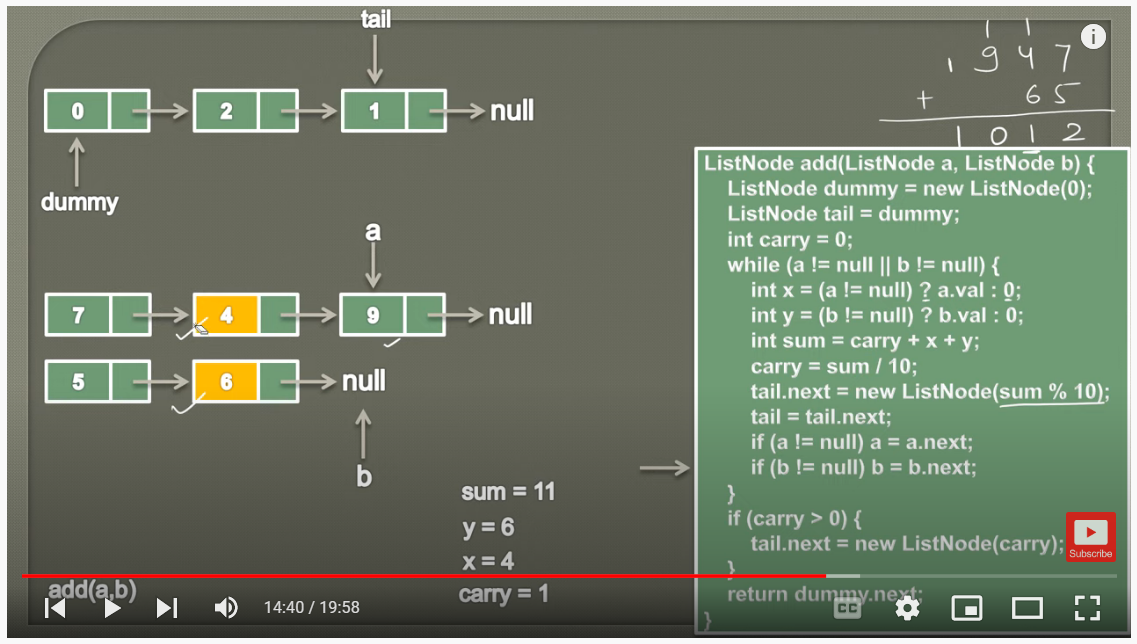 tail
0 2 1 null
dummy
1 1
1 9 4 7
+ 6 5
1 0 1 2
a
7 4 9 null
5 6 null
b
sum = 11
y = 6
x = 4
carry = 1
add(a,b)
ListNode add(ListNode a, ListNode b) {
ListNode dummy = new ListNode(0);
ListNode tail = dummy;
int carry = 0;
while (a != null || b != null) {
int x = (a != null) ? a.val : 0;
int y = (b != null) ? b.val : 0;
int sum = carry + x + y;
carry = sum / 10;
tail.next = new ListNode(sum % 10);
tail = tail.next;
if (a != null) a = a.next;
if (b != null) b = b.next;
}
if (carry > 0) {
tail.next = new ListNode(carry);
}
return dummy.next;
}
Subscribe
14:40 / 19:58
CC
i